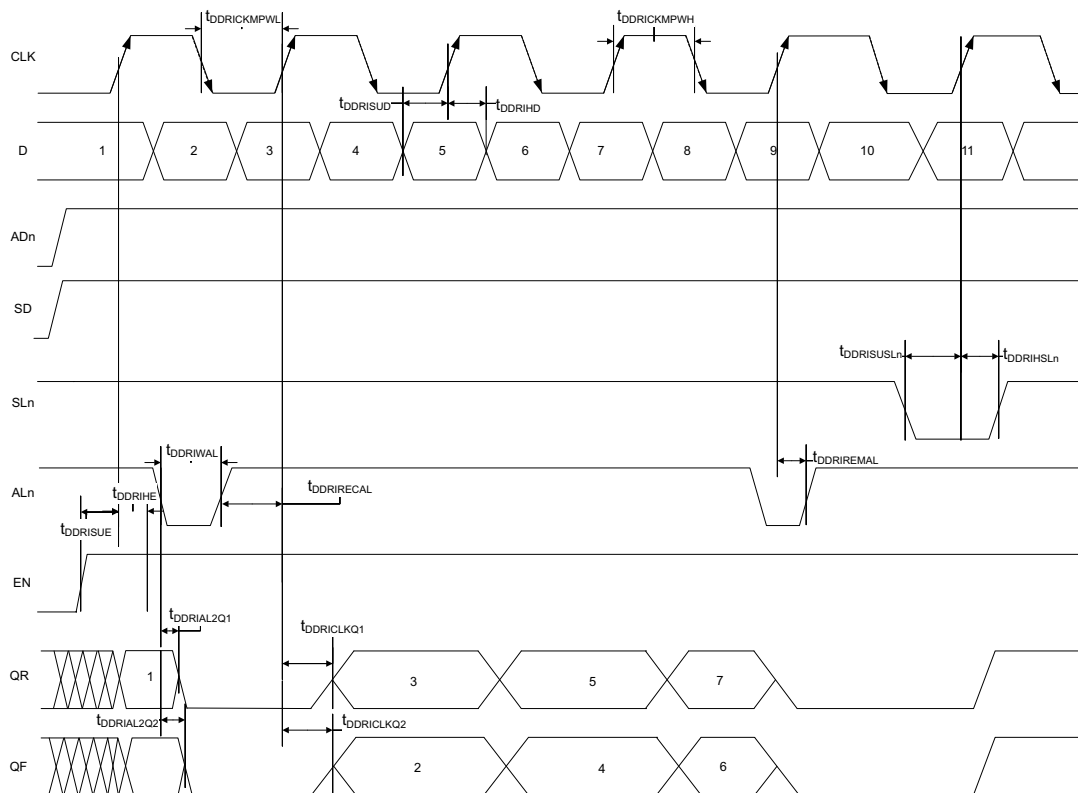 tDDRICKMPWL
tDDRICKMPWH
CLK
tDDRISUD
tDDRIHD
D
1 2 3 4 5 6 7 8 9 10 11
ADn
SD
tDDRISUSLn
tDDRIHSLn
SLn
tDDRIWAL
tDDRIREMAL
ALn
tDDRIHE
tDDRIRECAL
tDDRISUE
EN
tDDRIAL2Q1
tDDRICLKQ1
QR
1 3 5 7
tDDRIAL2Q2
tDDRICLKQ2
QF
2 4 6